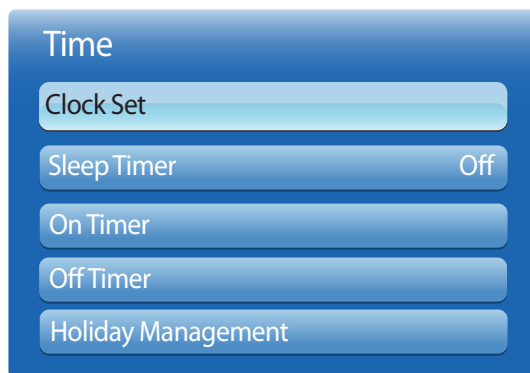 Time
Clock Set
Sleep Timer Off
On Timer
Off Timer
Holiday Management